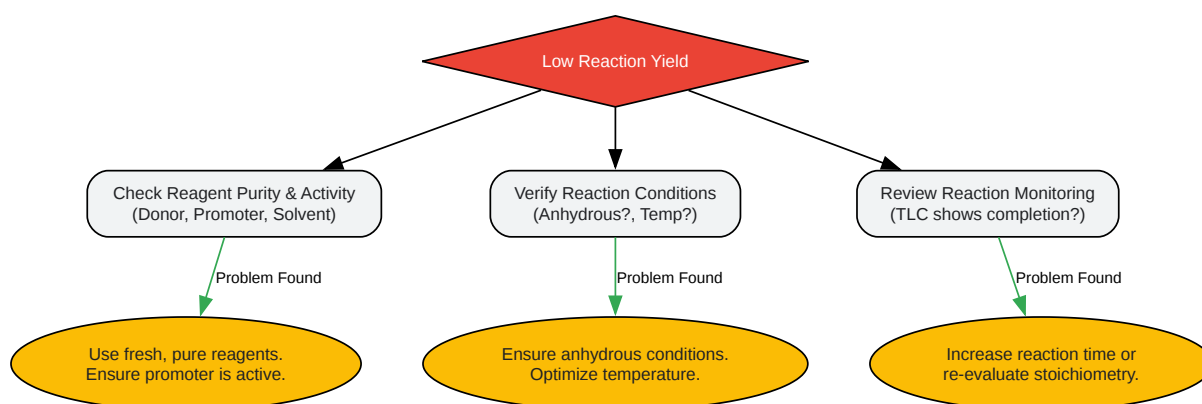 Low Reaction Yield
Check Reagent Purity & Activity
(Donor, Promoter, Solvent)
Verify Reaction Conditions
(Anhydrous?, Temp?)
Review Reaction Monitoring
(TLC shows completion?)
Problem Found
Problem Found
Problem Found
Use fresh, pure reagents.
Ensure promoter is active.
Ensure anhydrous conditions.
Optimize temperature.
Increase reaction time or
re-evaluate stoichiometry.